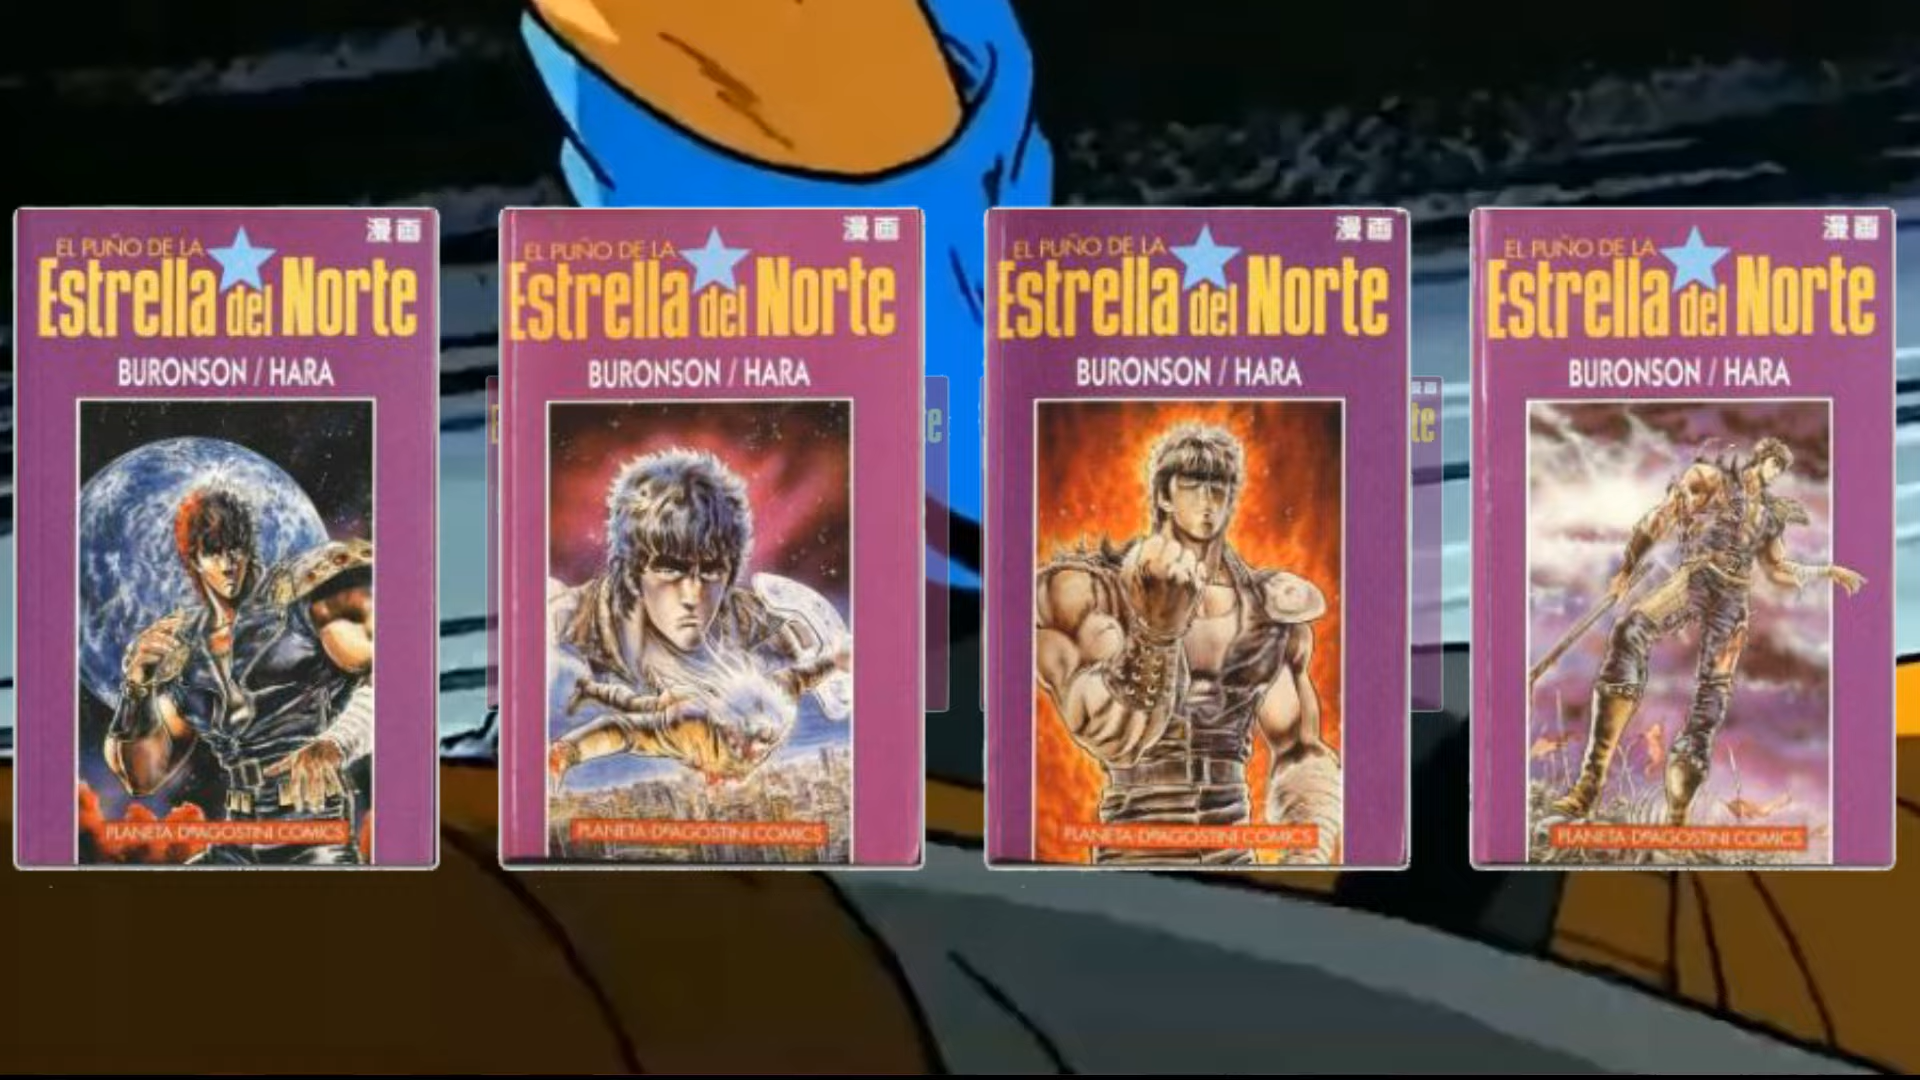 漫画
EL PUÑO DE LA
Estrella del Norte
BURONSON / HARA
PLANETA-DeAGOSTINI COMICS
漫画
EL PUÑO DE LA
Estrella del Norte
BURONSON / HARA
PLANETA-DeAGOSTINI COMICS
漫画
EL PUÑO DE LA
Estrella del Norte
BURONSON / HARA
PLANETA-DeAGOSTINI COMICS
漫画
EL PUÑO DE LA
Estrella del Norte
BURONSON / HARA
PLANETA-DeAGOSTINI COMICS